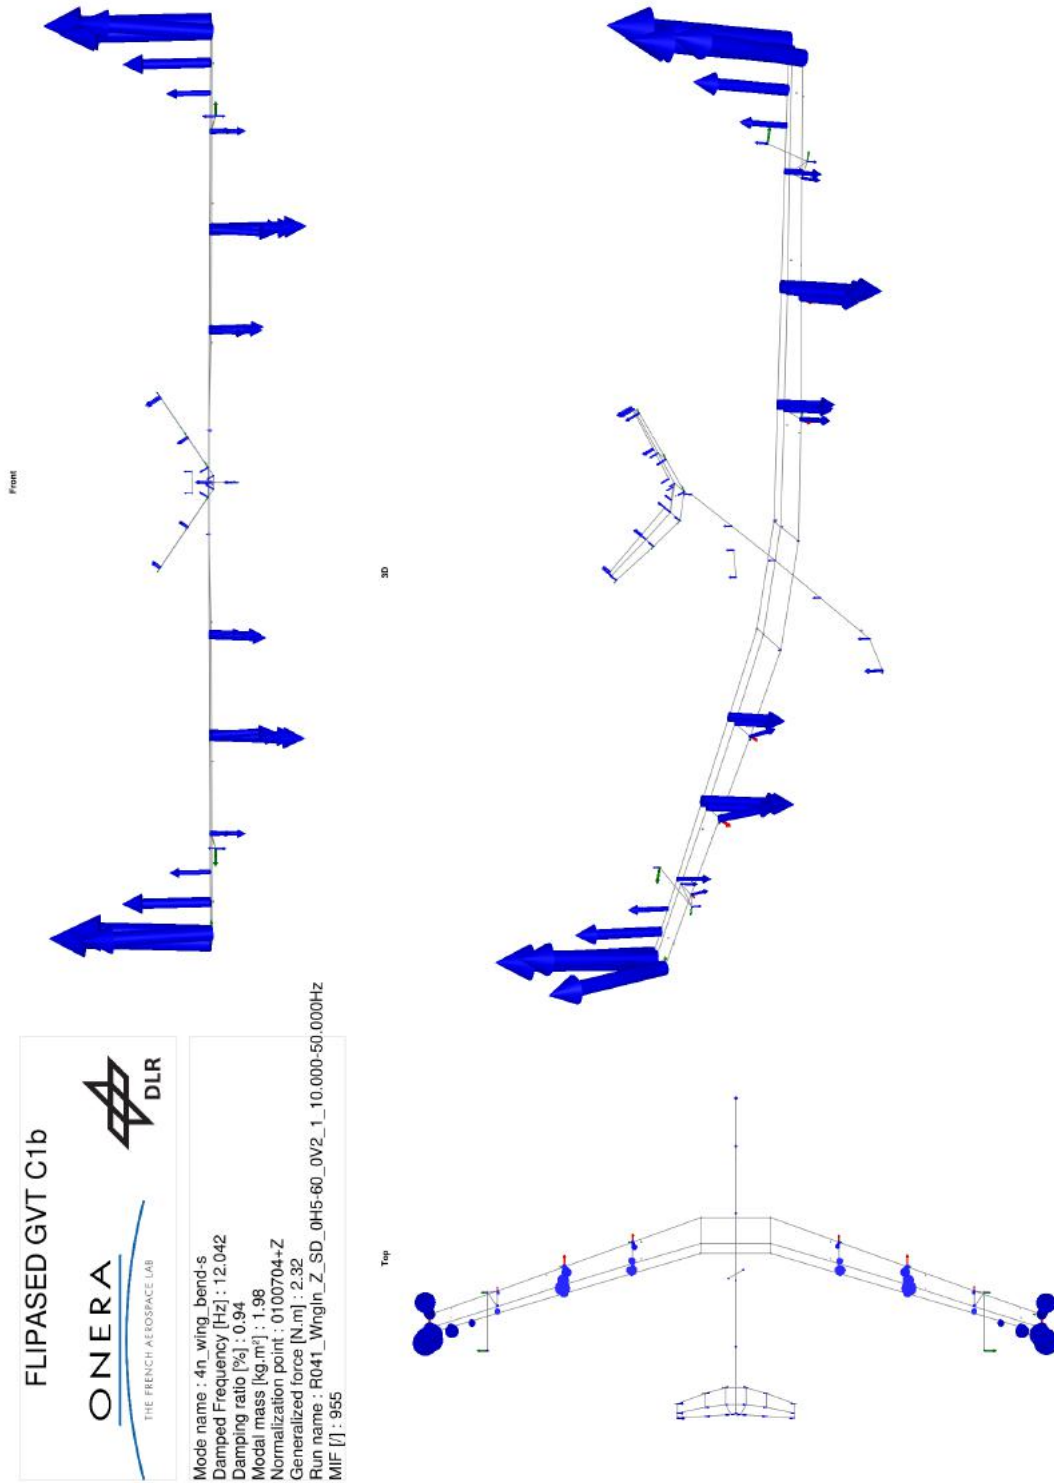 FLIPASED GVT C1b
ONERA
THE FRENCH AEROSPACE LAB
DLR
Mode name : 4n_wing_bend-s
Damped Frequency [Hz] : 12.042
Damping ratio [%] : 0.94
Modal mass [kg.m²] : 1.98
Normalization point : 0100704+Z
Generalized force [N.m] : 2.32
Run name : R041_WngIn_Z_SD_0H5-60_0V2_1_10.000-50.000Hz
MIF [/] : 955
Front
3D
Top